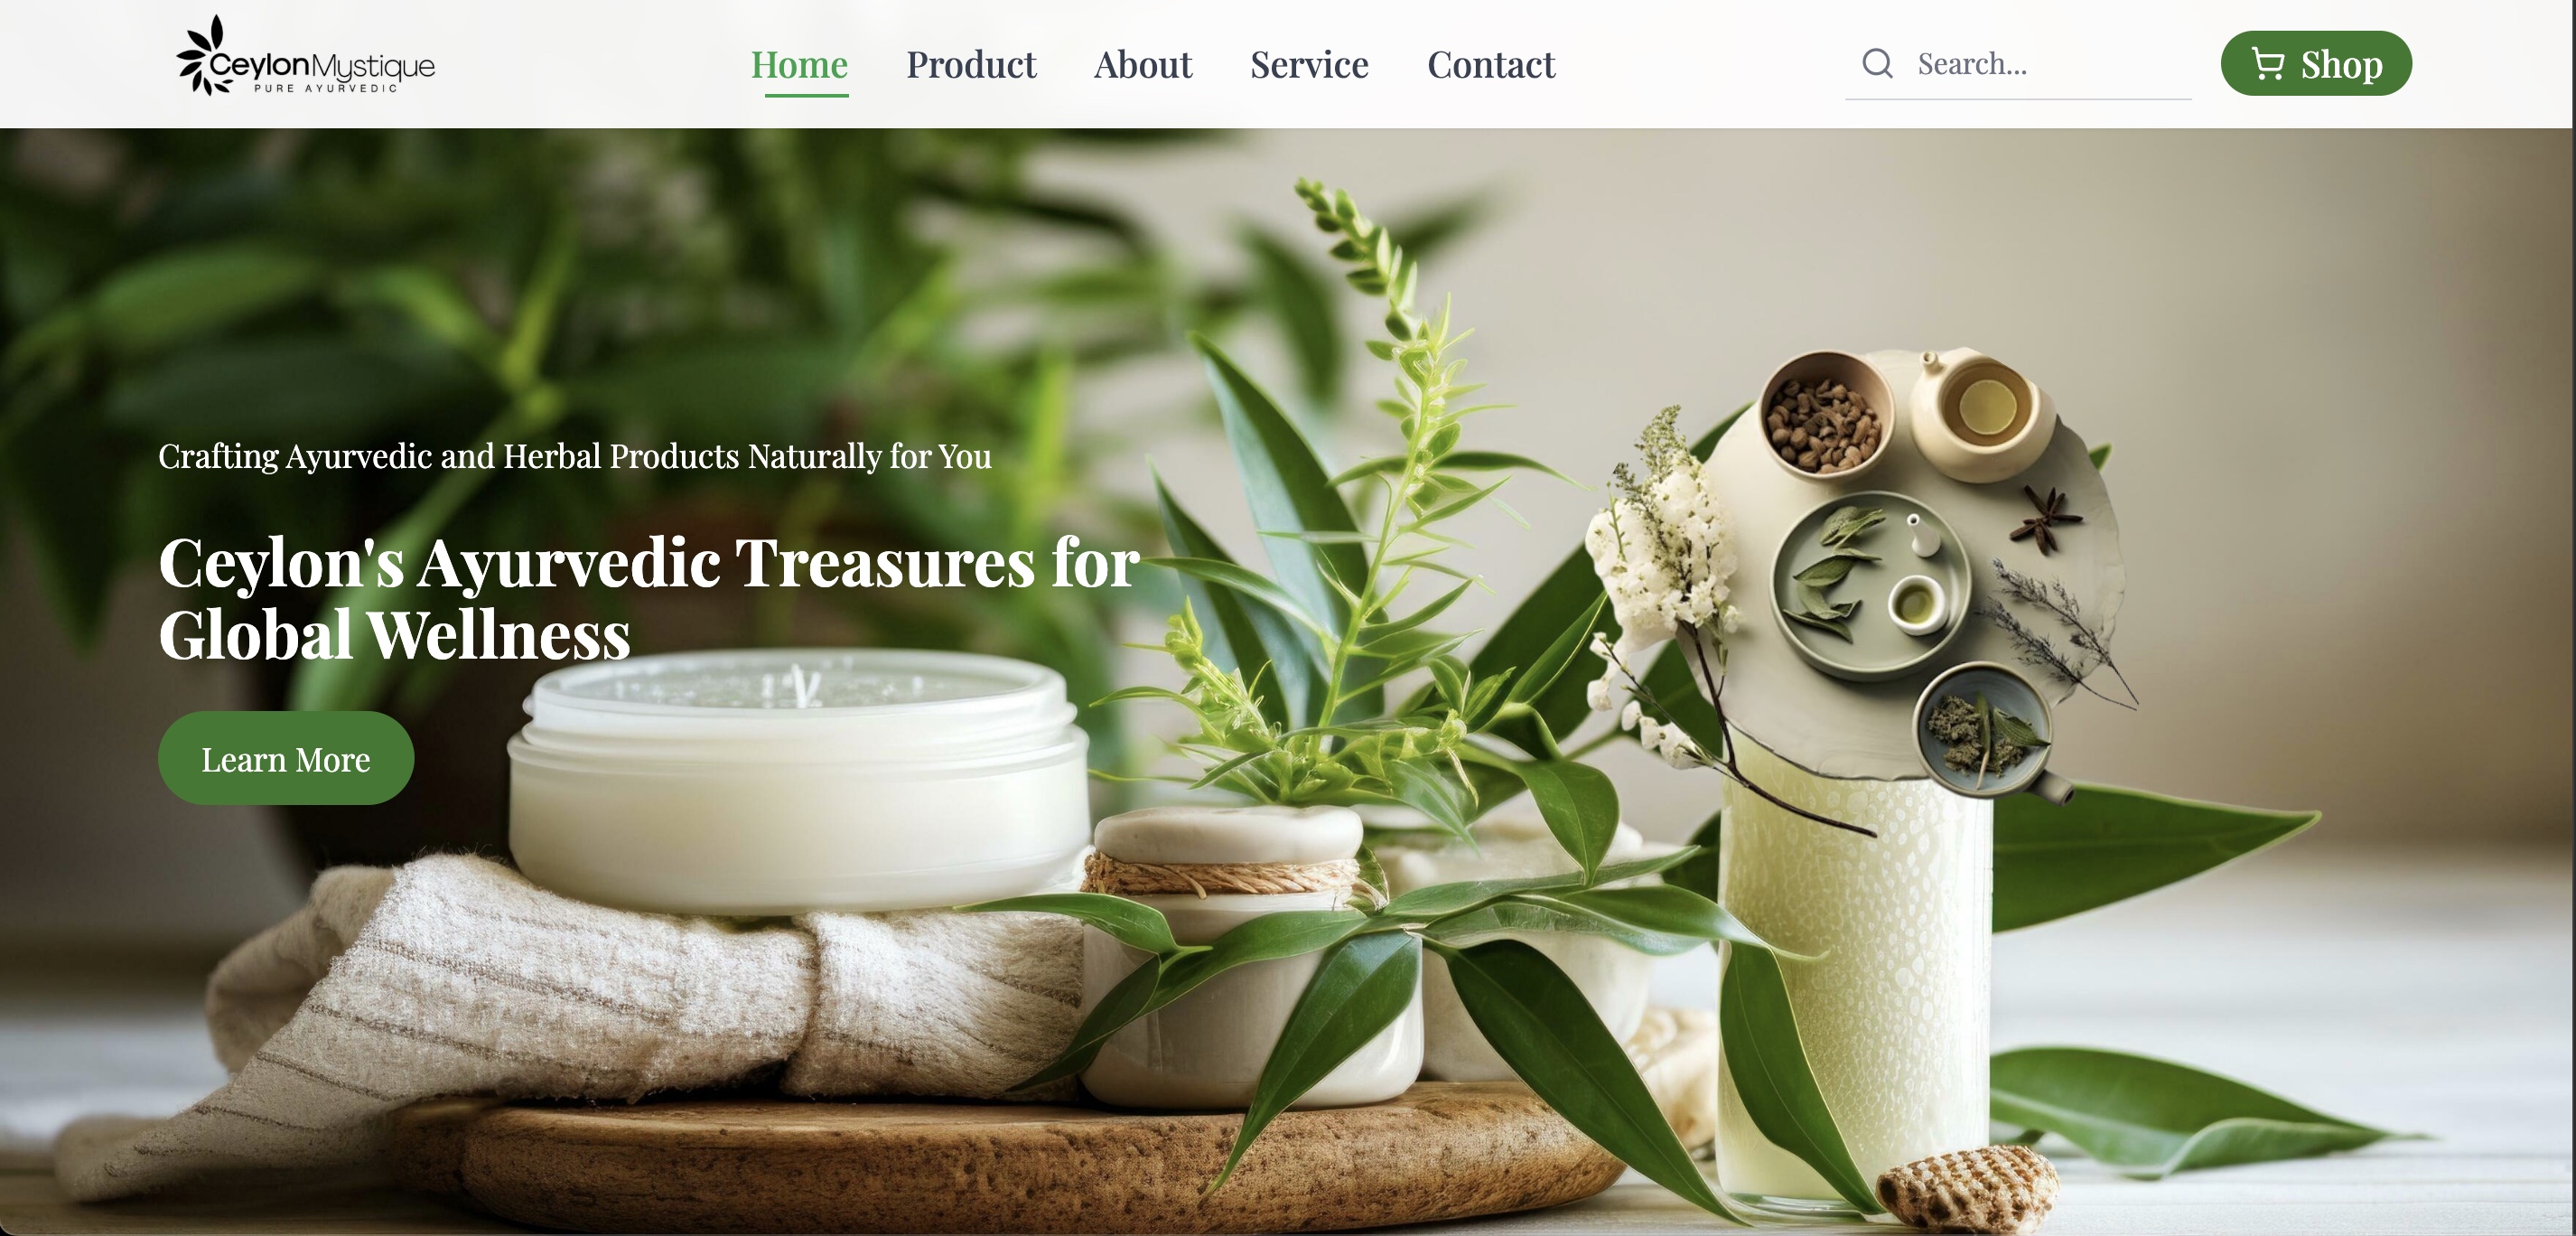 CeylonMystique
PURE AYURVEDIC
Home
Product
About
Service
Contact
Search...
Shop
Crafting Ayurvedic and Herbal Products Naturally for You
Ceylon's Ayurvedic Treasures for
Global Wellness
Learn More